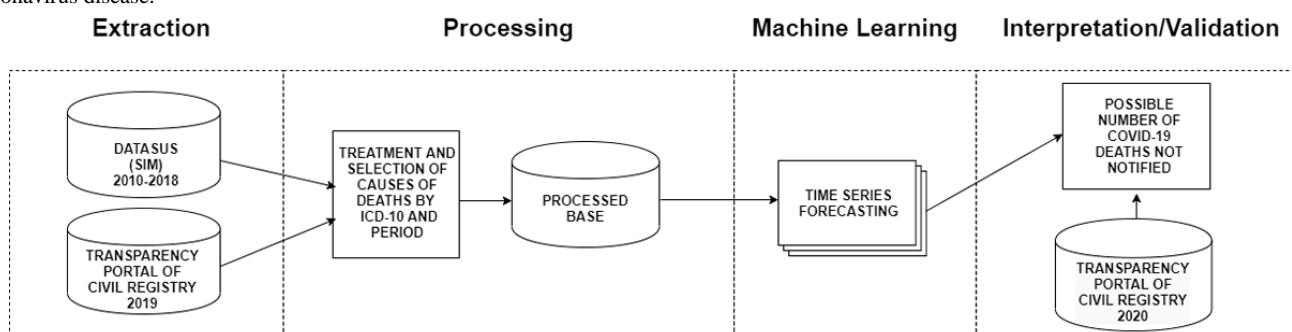 onavirus disease.
Extraction
Processing
Machine Learning
Interpretation/Validation
DATASUS
(SIM)
2010-2018
TRANSPARENCY
PORTAL OF
CIVIL REGISTRY
2019
TREATMENT AND
SELECTION OF
CAUSES OF
DEATHS BY
ICD-10 AND
PERIOD
PROCESSED
BASE
TIME SERIES
FORECASTING
POSSIBLE
NUMBER OF
COVID-19
DEATHS NOT
NOTIFIED
TRANSPARENCY
PORTAL OF
CIVIL REGISTRY
2020